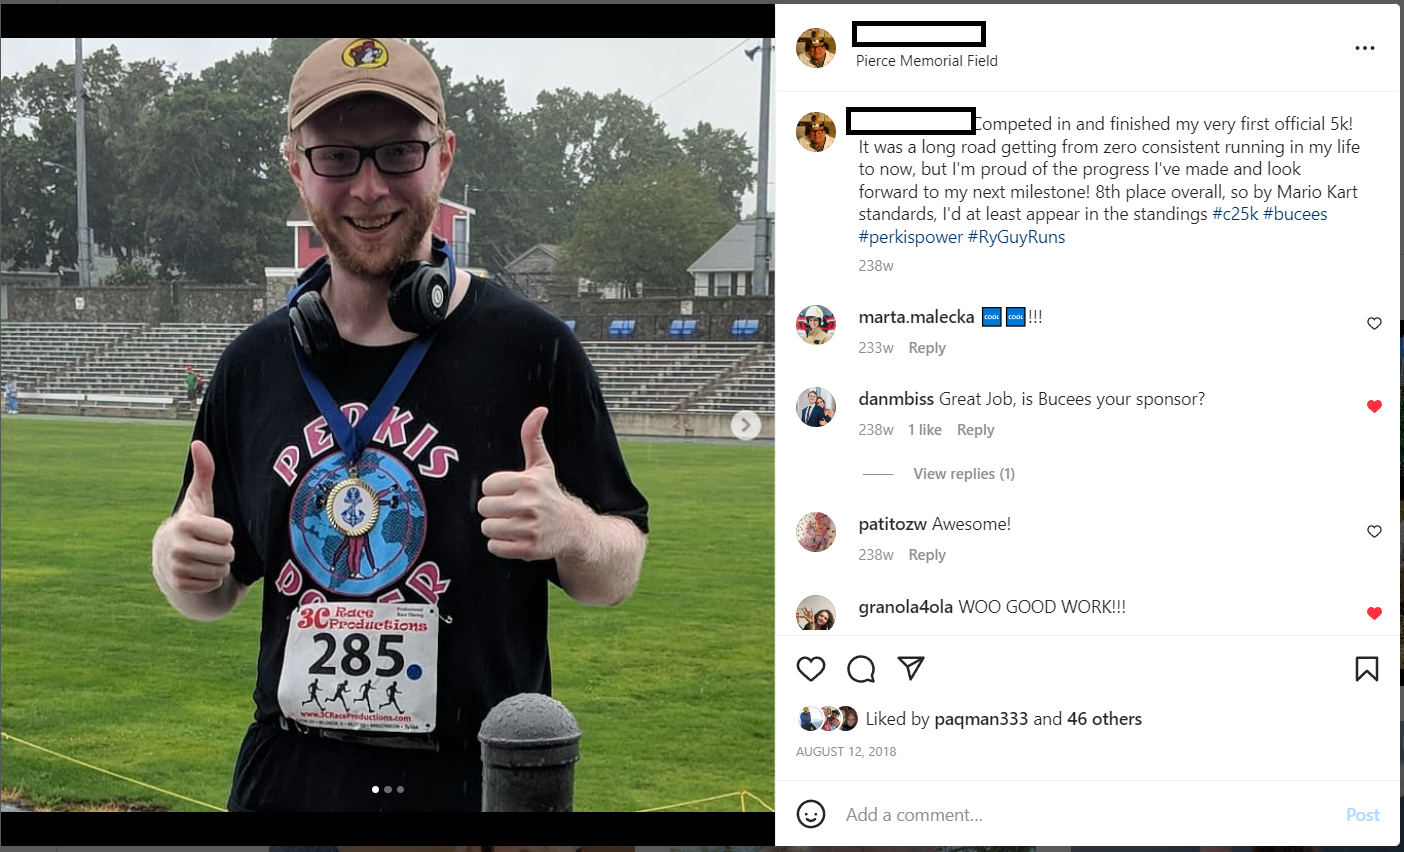 PERKIS
POWER
3C Race
Productions
Professional
Race Timing
285
www.3CRaceProductions.com
Pierce Memorial Field
Competed in and finished my very first official 5k!
It was a long road getting from zero consistent running in my life
to now, but I'm proud of the progress I've made and look
forward to my next milestone! 8th place overall, so by Mario Kart
standards, I'd at least appear in the standings #c25k #bucees
#perkispower #RyGuyRuns
238w
marta.malecka COOL COOL !!!
233w Reply
danmbiss Great Job, is Bucees your sponsor?
238w 1 like Reply
View replies (1)
patitozw Awesome!
238w Reply
granola4ola WOO GOOD WORK!!!
Liked by paqman333 and 46 others
AUGUST 12, 2018
Add a comment...
Post